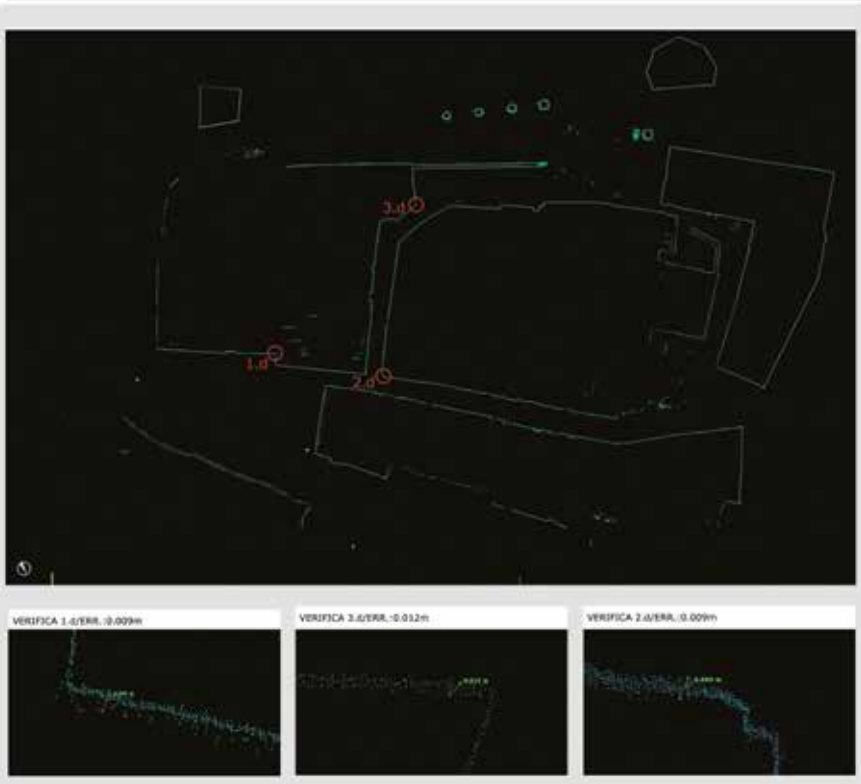 3.d
1.d
2.d
VERIFICA 1.d/ERR.:0.009m
VERIFICA 3.d/ERR.:0.012m
VERIFICA 2.d/ERR.:0.009m